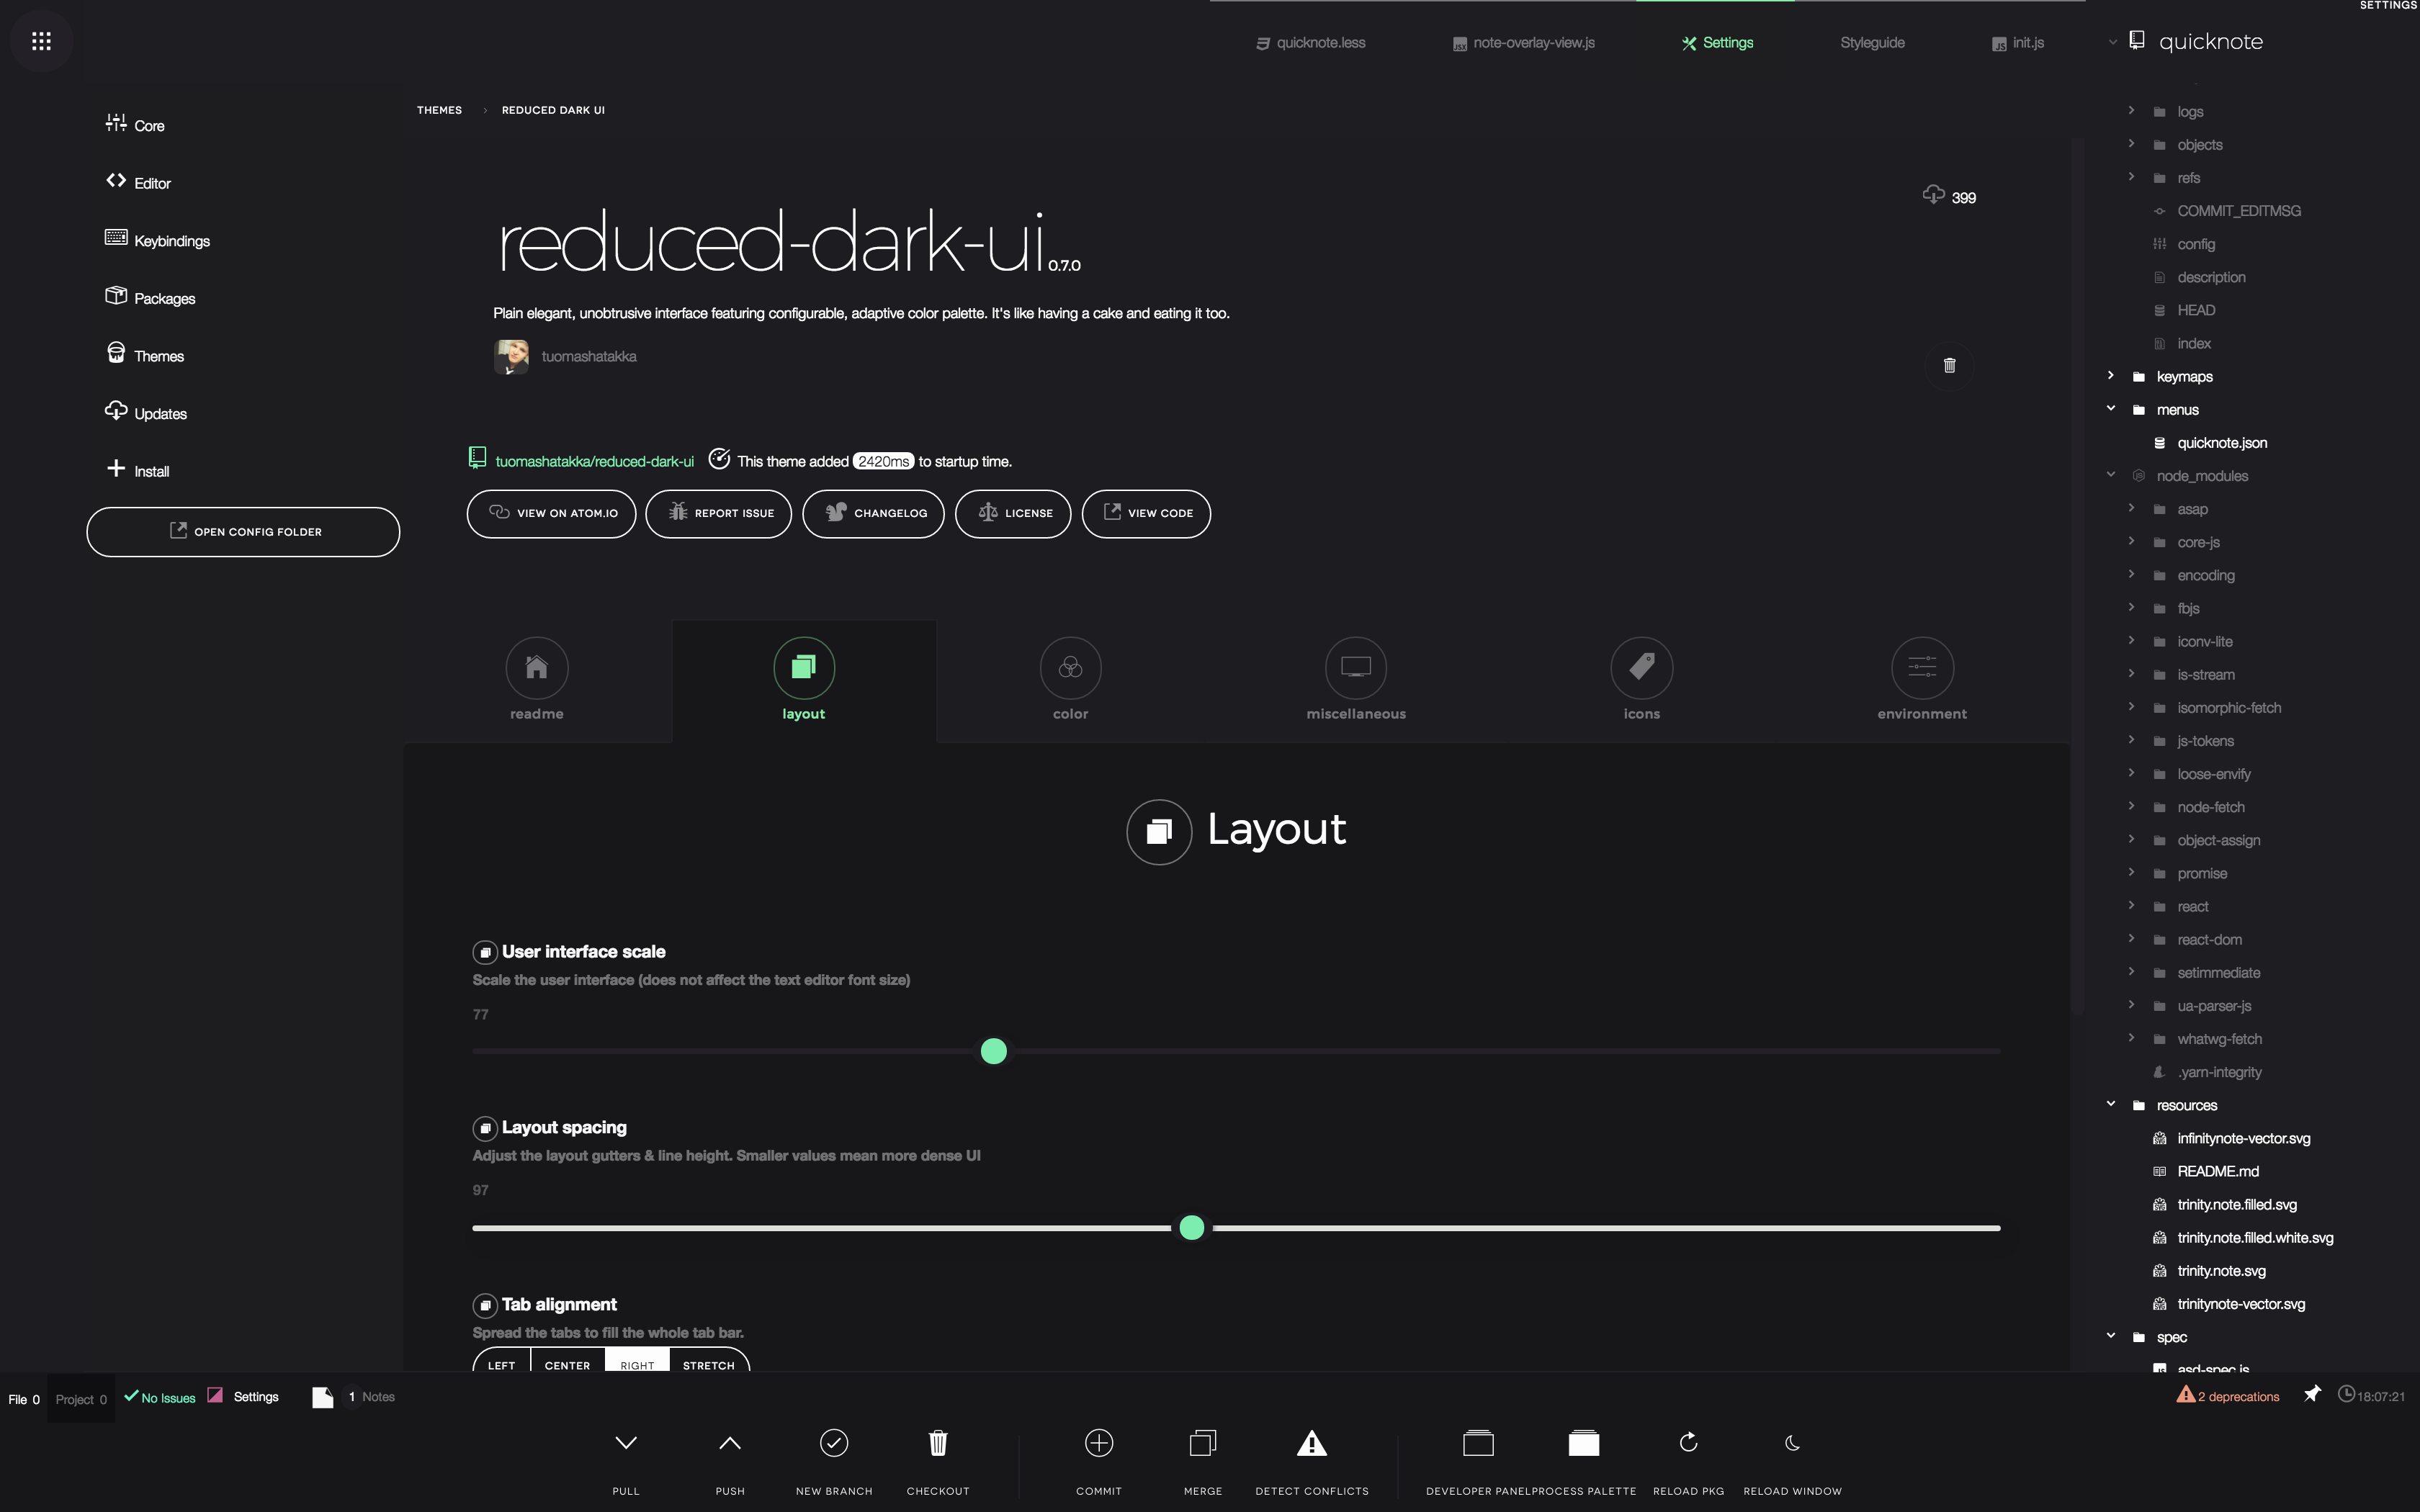 SETTINGS
quicknote.less
note-overlay-view.js
Settings
Styleguide
init.js
quicknote
Core
Editor
Keybindings
Packages
Themes
Updates
Install
OPEN CONFIG FOLDER
THEMES > REDUCED DARK UI
399
reduced-dark-ui 0.7.0
Plain elegant, unobtrusive interface featuring configurable, adaptive color palette. It's like having a cake and eating it too.
tuomashatakka
tuomashatakka/reduced-dark-ui This theme added 2420ms to startup time.
VIEW ON ATOM.IO
REPORT ISSUE
CHANGELOG
LICENSE
VIEW CODE
readme
layout
color
miscellaneous
icons
environment
Layout
User interface scale
Scale the user interface (does not affect the text editor font size)
77
Layout spacing
Adjust the layout gutters & line height. Smaller values mean more dense UI
97
Tab alignment
Spread the tabs to fill the whole tab bar.
LEFT
CENTER
RIGHT
STRETCH
logs
objects
refs
COMMIT_EDITMSG
config
description
HEAD
index
keymaps
menus
quicknote.json
node_modules
asap
core-js
encoding
fbjs
iconv-lite
is-stream
isomorphic-fetch
js-tokens
loose-envify
node-fetch
object-assign
promise
react
react-dom
setimmediate
ua-parser-js
whatwg-fetch
.yarn-integrity
resources
infinitynote-vector.svg
README.md
trinity.note.filled.svg
trinity.note.filled.white.svg
trinity.note.svg
trinitynote-vector.svg
spec
asd-spec.js
File 0
Project 0
No Issues
Settings
1 Notes
2 deprecations
18:07:21
PULL
PUSH
NEW BRANCH
CHECKOUT
COMMIT
MERGE
DETECT CONFLICTS
DEVELOPER PANEL
PROCESS PALETTE
RELOAD PKG
RELOAD WINDOW